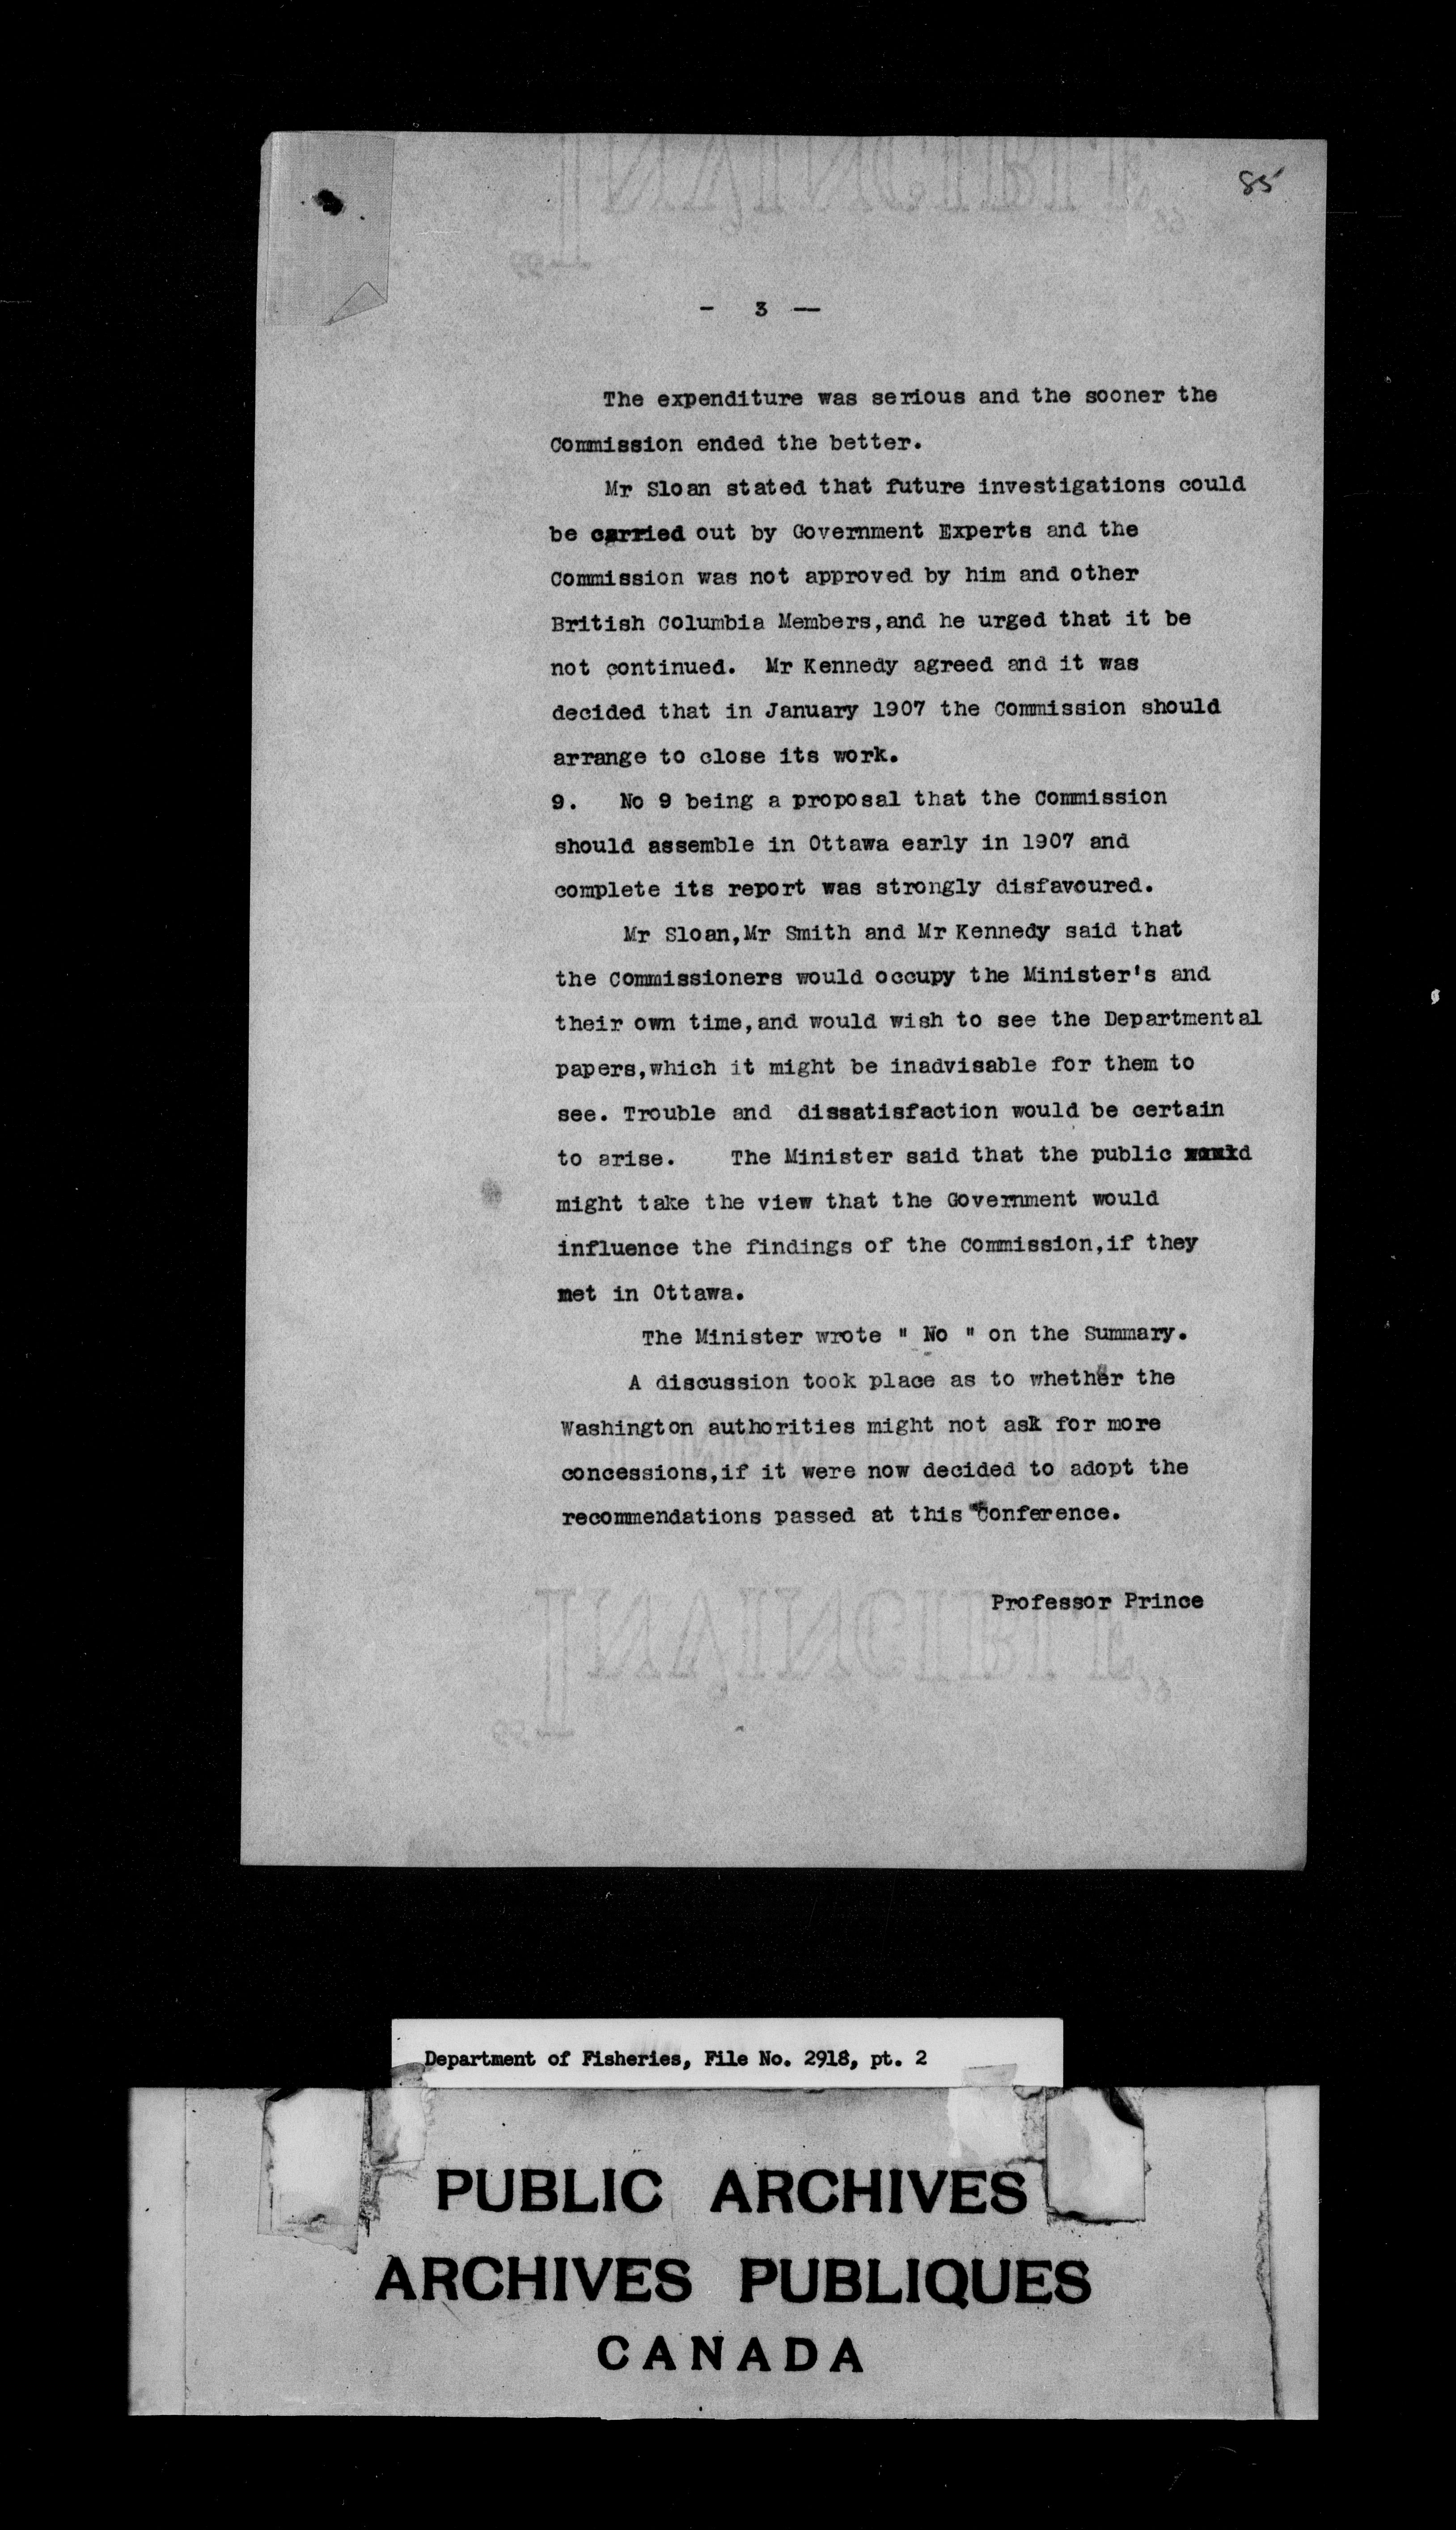 85
- 3 —
The expenditure was serious and the sooner the
Commission ended the better.
Mr Sloan stated that future investigations could
be carried out by Government Experts and the
Commission was not approved by him and other
British Columbia Members,and he urged that it be
not continued. Mr Kennedy agreed and it was
decided that in January 1907 the Commission should
arrange to close its work.
9. No 9 being a proposal that the Commission
should assemble in Ottawa early in 1907 and
complete its report was strongly disfavoured.
Mr Sloan,Mr Smith and Mr Kennedy said that
the Commissioners would occupy the Minister's and
their own time,and would wish to see the Departmental
papers,which it might be inadvisable for them to
see. Trouble and dissatisfaction would be certain
to arise. The Minister said that the public
might take the view that the Government would
influence the findings of the Commission,if they
met in Ottawa.
The Minister wrote " No " on the Summary.
A discussion took place as to whether the
Washington authorities might not ask for more
concessions,if it were now decided to adopt the
recommendations passed at this Conference.
Professor Prince
Department of Fisheries, File No. 2918, pt. 2
PUBLIC ARCHIVES
ARCHIVES PUBLIQUES
CANADA